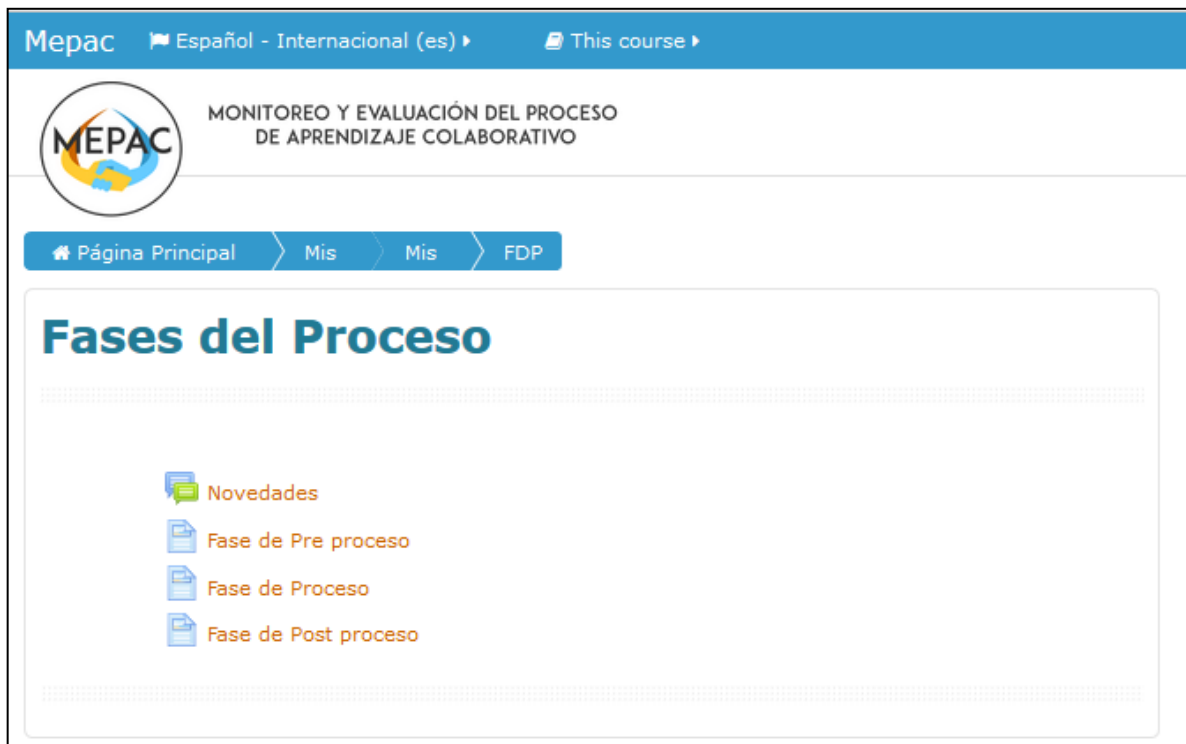 Mepac Español - Internacional (es) This course
MEPAC
MONITOREO Y EVALUACIÓN DEL PROCESO
DE APRENDIZAJE COLABORATIVO
Página Principal Mis Mis FDP
Fases del Proceso
Novedades
Fase de Pre proceso
Fase de Proceso
Fase de Post proceso